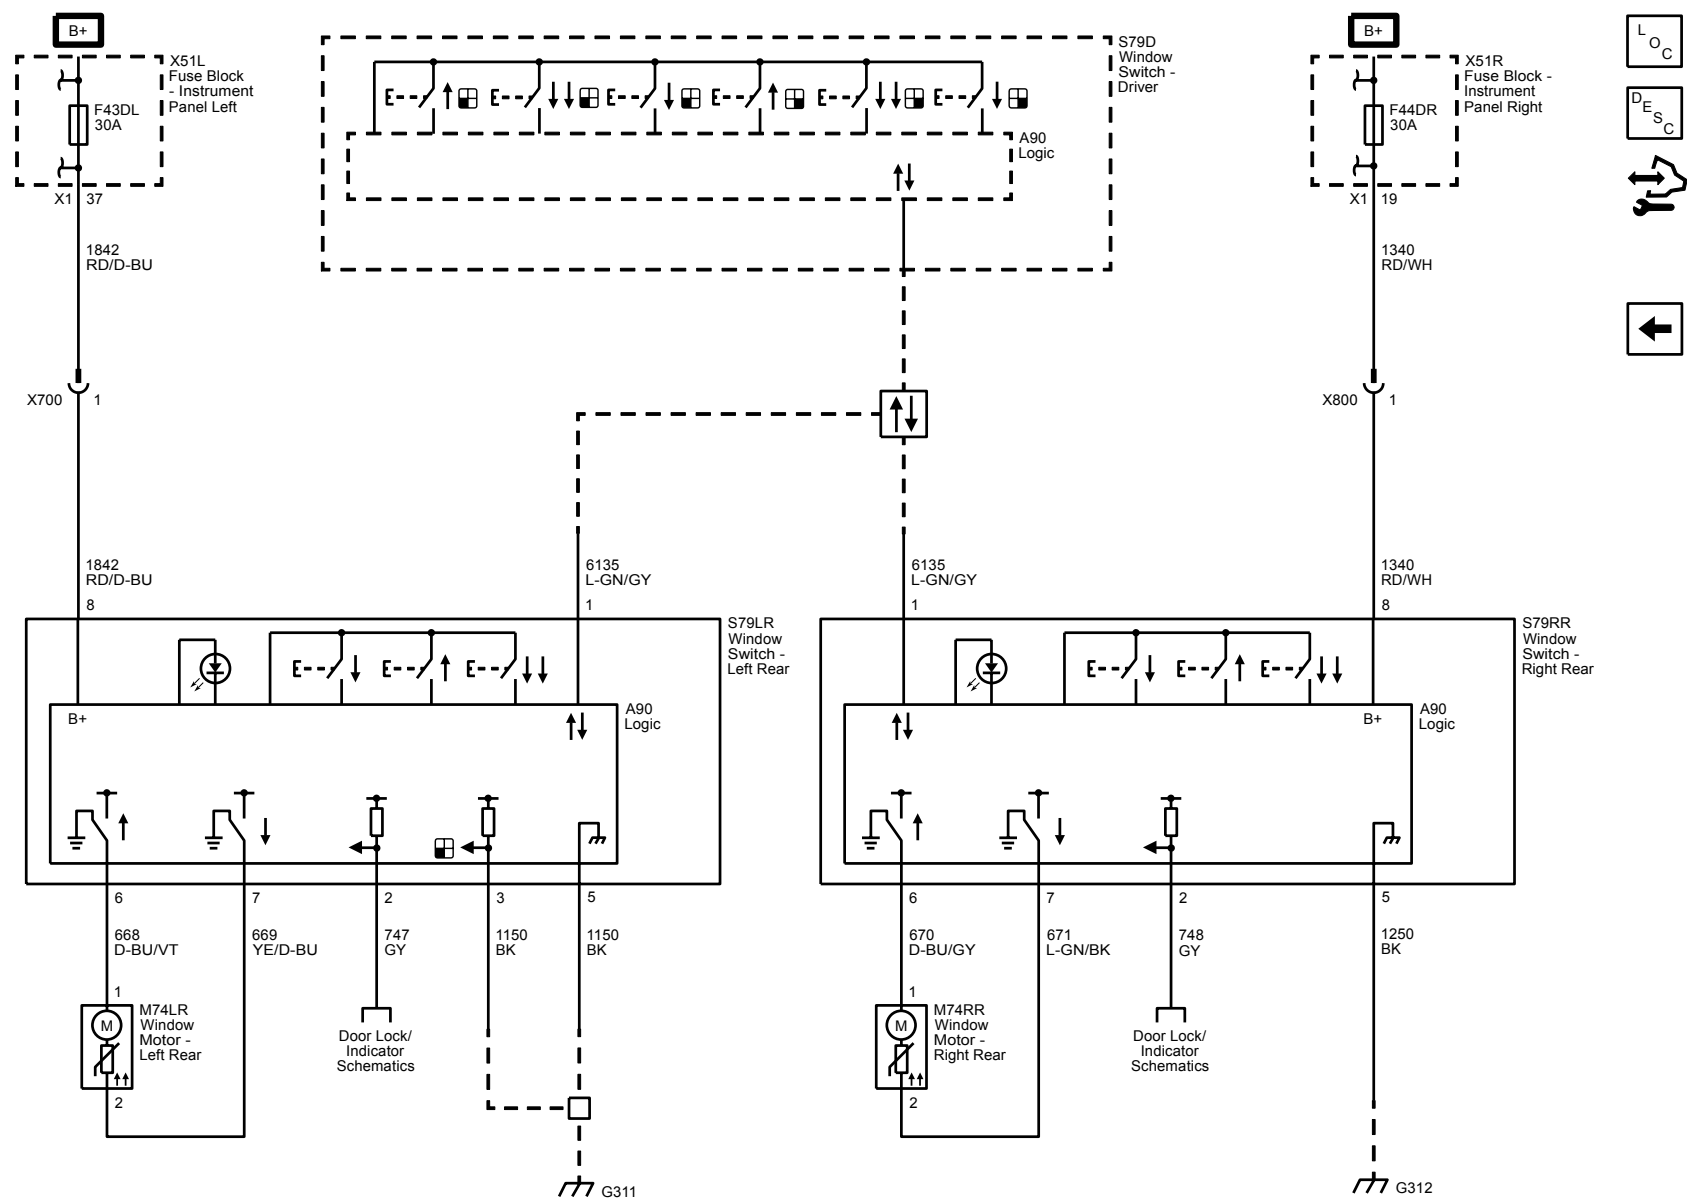 B+
X51L
Fuse Block
- Instrument
Panel Left
F43DL
30A
X1
37
1842
RD/D-BU
X700
1
1842
RD/D-BU
8
S79D
Window
Switch -
Driver
A90
Logic
B+
X51R
Fuse Block -
Instrument
Panel Right
F44DR
30A
X1
19
1340
RD/WH
X800
1
1340
RD/WH
8
LOC
DESC
6135
L-GN/GY
1
6135
L-GN/GY
1
S79LR
Window
Switch -
Left Rear
A90
Logic
B+
6
7
2
3
5
668
D-BU/VT
669
YE/D-BU
747
GY
1150
BK
1150
BK
1
M
M74LR
Window
Motor -
Left Rear
2
Door Lock/
Indicator
Schematics
G311
S79RR
Window
Switch -
Right Rear
A90
Logic
B+
6
7
2
5
670
D-BU/GY
671
L-GN/BK
748
GY
1250
BK
1
M
M74RR
Window
Motor -
Right Rear
2
Door Lock/
Indicator
Schematics
G312